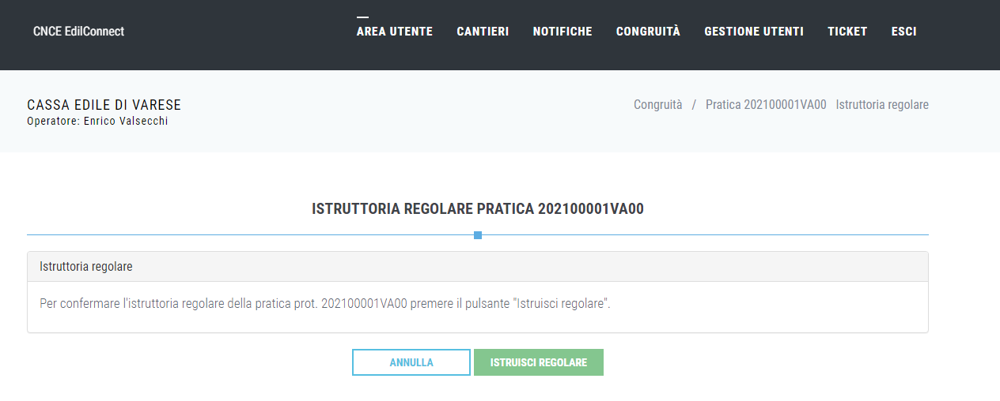 CNCE EdilConnect
AREA UTENTE CANTIERI NOTIFICHE CONGRUITÀ GESTIONE UTENTI TICKET ESCI
CASSA EDILE DI VARESE
Operatore: Enrico Valsecchi
Congruità / Pratica 202100001VA00 Istruttoria regolare
ISTRUTTORIA REGOLARE PRATICA 202100001VA00
Istruttoria regolare
Per confermare l'istruttoria regolare della pratica prot. 202100001VA00 premere il pulsante "Istruisci regolare".
ANNULLA ISTRUISCI REGOLARE